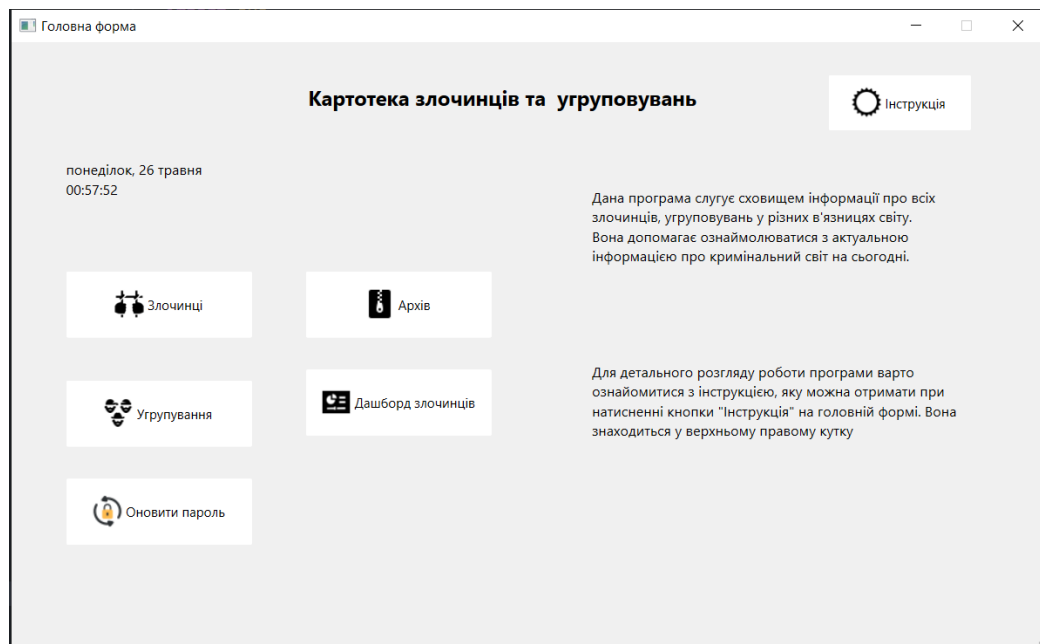 Головна форма
Картотека злочинців та  угруповувань
Інструкція
понеділок, 26 травня
00:57:52
Дана програма слугує сховищем інформації про всіх
злочинців, угруповувань у різних в'язницях світу.
Вона допомагає ознаймолюватися з актуальною
інформацією про кримінальний світ на сьогодні.
Злочинці
Архів
Для детального розгляду роботи програми варто
ознайомитися з інструкцією, яку можна отримати при
натисненні кнопки "Інструкція" на головній формі. Вона
знаходиться у верхньому правому кутку
Угрупування
Дашборд злочинців
Оновити пароль